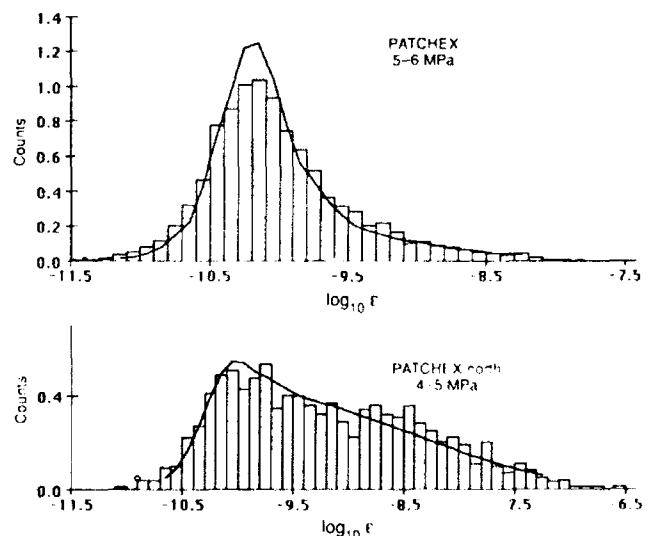 1.4
1.2
1.0
0.8
0.6
0.4
0.2
0.0
Counts
PATCHEX
5-6 MPa
-11.5 -10.5 -9.5 -8.5 -7.5
log10 ε
0.4
0.0
Counts
PATCHEX north
4-5 MPa
-11.5 -10.5 -9.5 -8.5 -7.5 -6.5
log10 ε